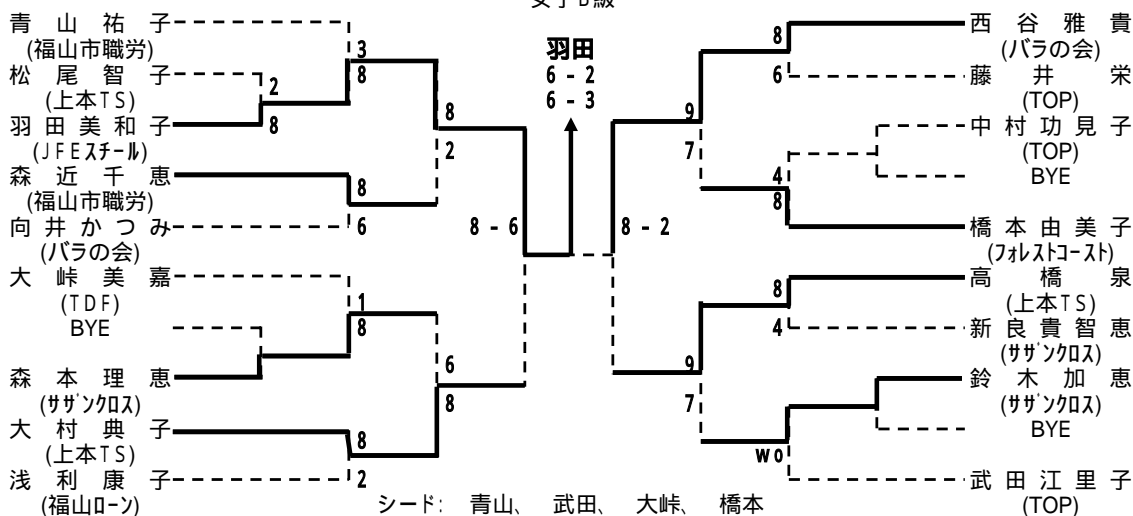 青山祐子
(福山市職労)
松尾智子
(上本TS)
羽田美和子
(JFEスチール)
森近千恵
(福山市職労)
向井かつみ
(バラの会)
大峠美嘉
(TDF)
BYE
森本理恵
(サザンクロス)
大村典子
(上本TS)
浅利康子
(福山ローン)
3
8
2
8
8
2
8
6
1
8
6
8
8
2
8 - 6
羽田
6 - 2
6 - 3
8 - 2
8
6
9
7
4
8
8
4
9
7
W0
西谷雅貴
(バラの会)
藤井栄
(TOP)
中村功見子
(TOP)
BYE
橋本由美子
(フォレストコースト)
高橋泉
(上本TS)
新良貴智恵
(サザンクロス)
鈴木加恵
(サザンクロス)
BYE
武田江里子
(TOP)
シード: 青山、 武田、 大峠、 橋本